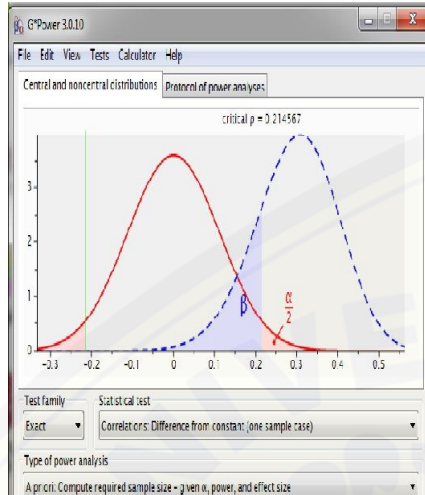 G*Power 3.0.10
File Edit View Tests Calculator Help
Central and noncentral distributions Protocol of power analyses
critical ρ = 0.214567
3
2
1
0
-0.3 -0.2 -0.1 0 0.1 0.2 0.3 0.4 0.5
β
α
2
Test family Statistical test
Exact Correlations: Difference from constant (one sample case)
Type of power analysis
A priori: Compute required sample size - given α, power, and effect size